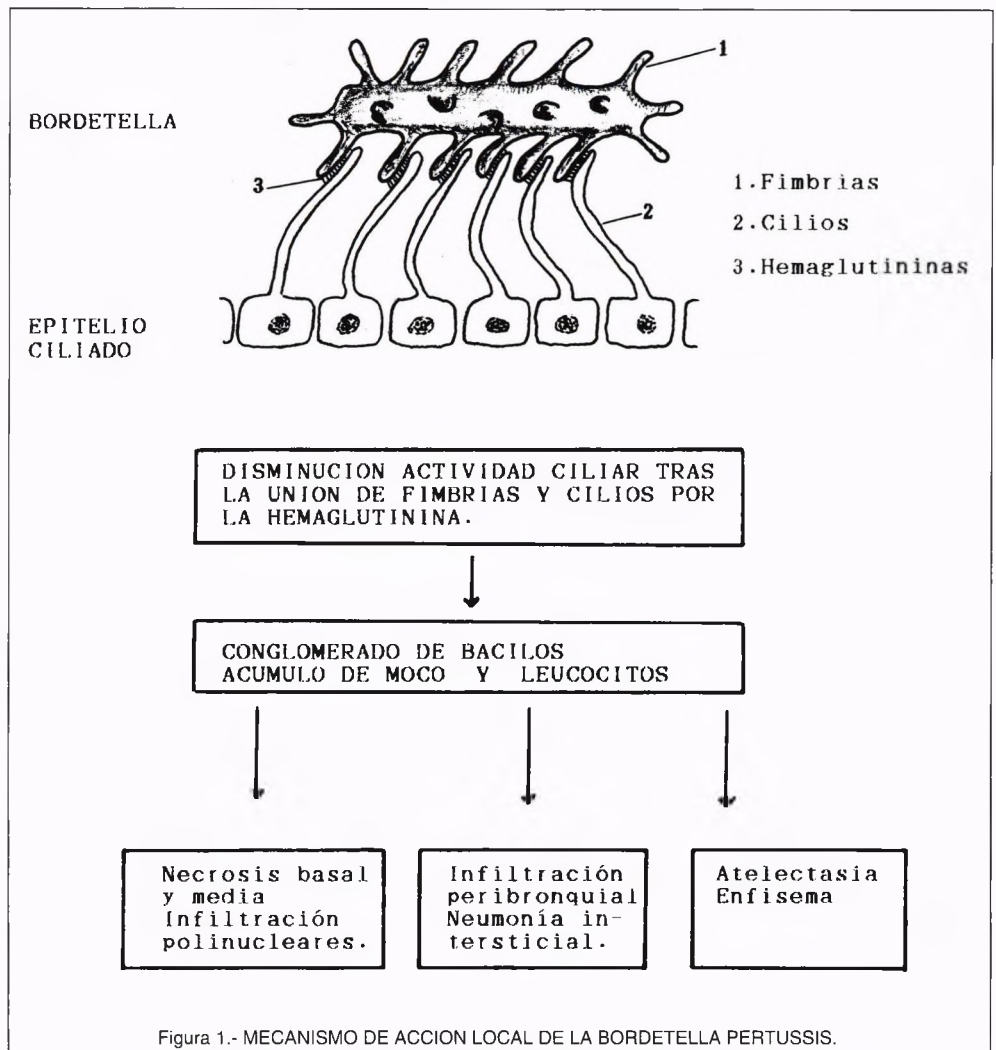 1
BORDETELLA
3
1.Fimbrias
2
2.Cilios
3.Hemaglutininas
EPITELIO
CILIADO
DISMINUCION ACTIVIDAD CILIAR TRAS
LA UNION DE FIMBRIAS Y CILIOS POR
LA HEMAGLUTININA.
CONGLOMERADO DE BACILOS
ACUMULO DE MOCO Y LEUCOCITOS
Necrosis basal
y media
Infiltración
polinucleares.
Infiltración
peribronquial
Neumonía in-
tersticial.
Atelectasia
Enfisema
Figura 1.- MECANISMO DE ACCION LOCAL DE LA BORDETELLA PERTUSSIS.